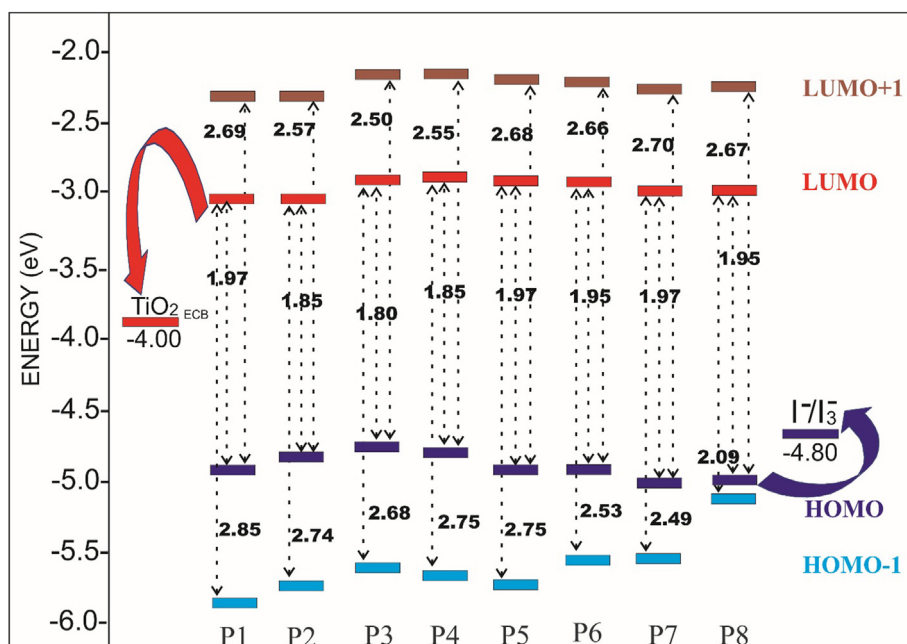 -2.0
LUMO+1
-2.5
2.69 2.57 2.50 2.55 2.68 2.66 2.70 2.67
-3.0
LUMO
1.97 1.85 1.80 1.85 1.97 1.95 1.97 1.95
-3.5
TiO2 ECB
-4.00
-4.0
ENERGY (eV)
-4.5
I⁻/I₃⁻
-4.80
-5.0
2.09
HOMO
2.85 2.74 2.68 2.75 2.75 2.53 2.49
-5.5
HOMO-1
-6.0
P1 P2 P3 P4 P5 P6 P7 P8